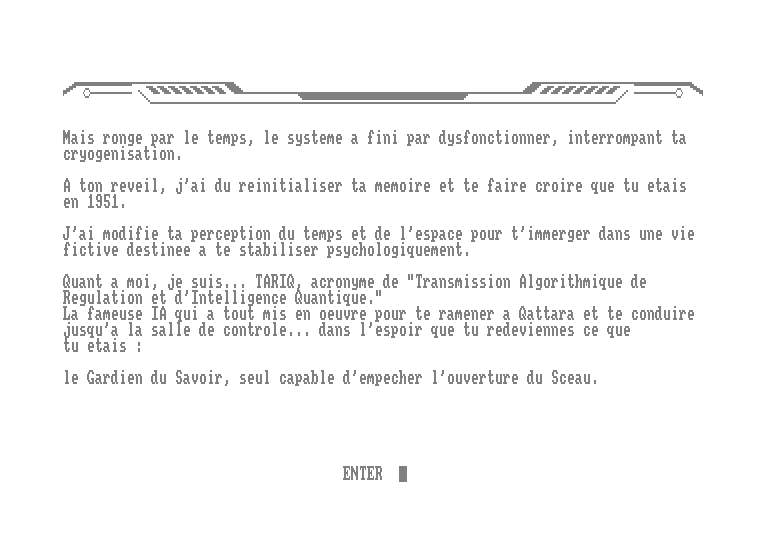 Mais ronge par le temps, le systeme a fini par dysfonctionner, interrompant ta
cryogenisation.
A ton reveil, j'ai du reinitialiser ta memoire et te faire croire que tu etais
en 1951.
J'ai modifie ta perception du temps et de l'espace pour t'immerger dans une vie
fictive destinee a te stabiliser psychologiquement.
Quant a moi, je suis... TARIQ, acronyme de "Transmission Algorithmique de
Regulation et d'Intelligence Quantique."
La fameuse IA qui a tout mis en oeuvre pour te ramener a Qattara et te conduire
jusqu'a la salle de controle... dans l'espoir que tu redeviennes ce que
tu etais :
le Gardien du Savoir, seul capable d'empecher l'ouverture du Sceau.
ENTER